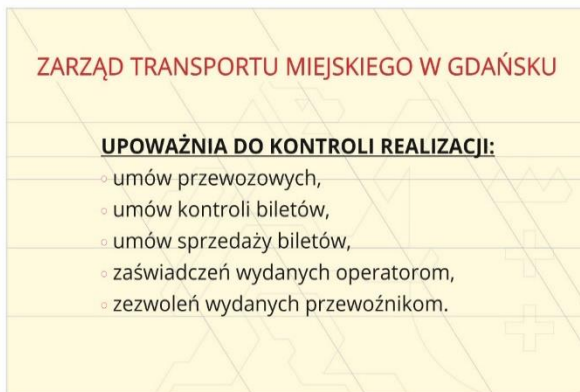 ZARZĄD TRANSPORTU MIEJSKIEGO W GDAŃSKU
UPOWAŻNIA DO KONTROLI REALIZACJI:
◦ umów przewozowych,
◦ umów kontroli biletów,
◦ umów sprzedaży biletów,
◦ zaświadczeń wydanych operatorom,
◦ zezwoleń wydanych przewoźnikom.